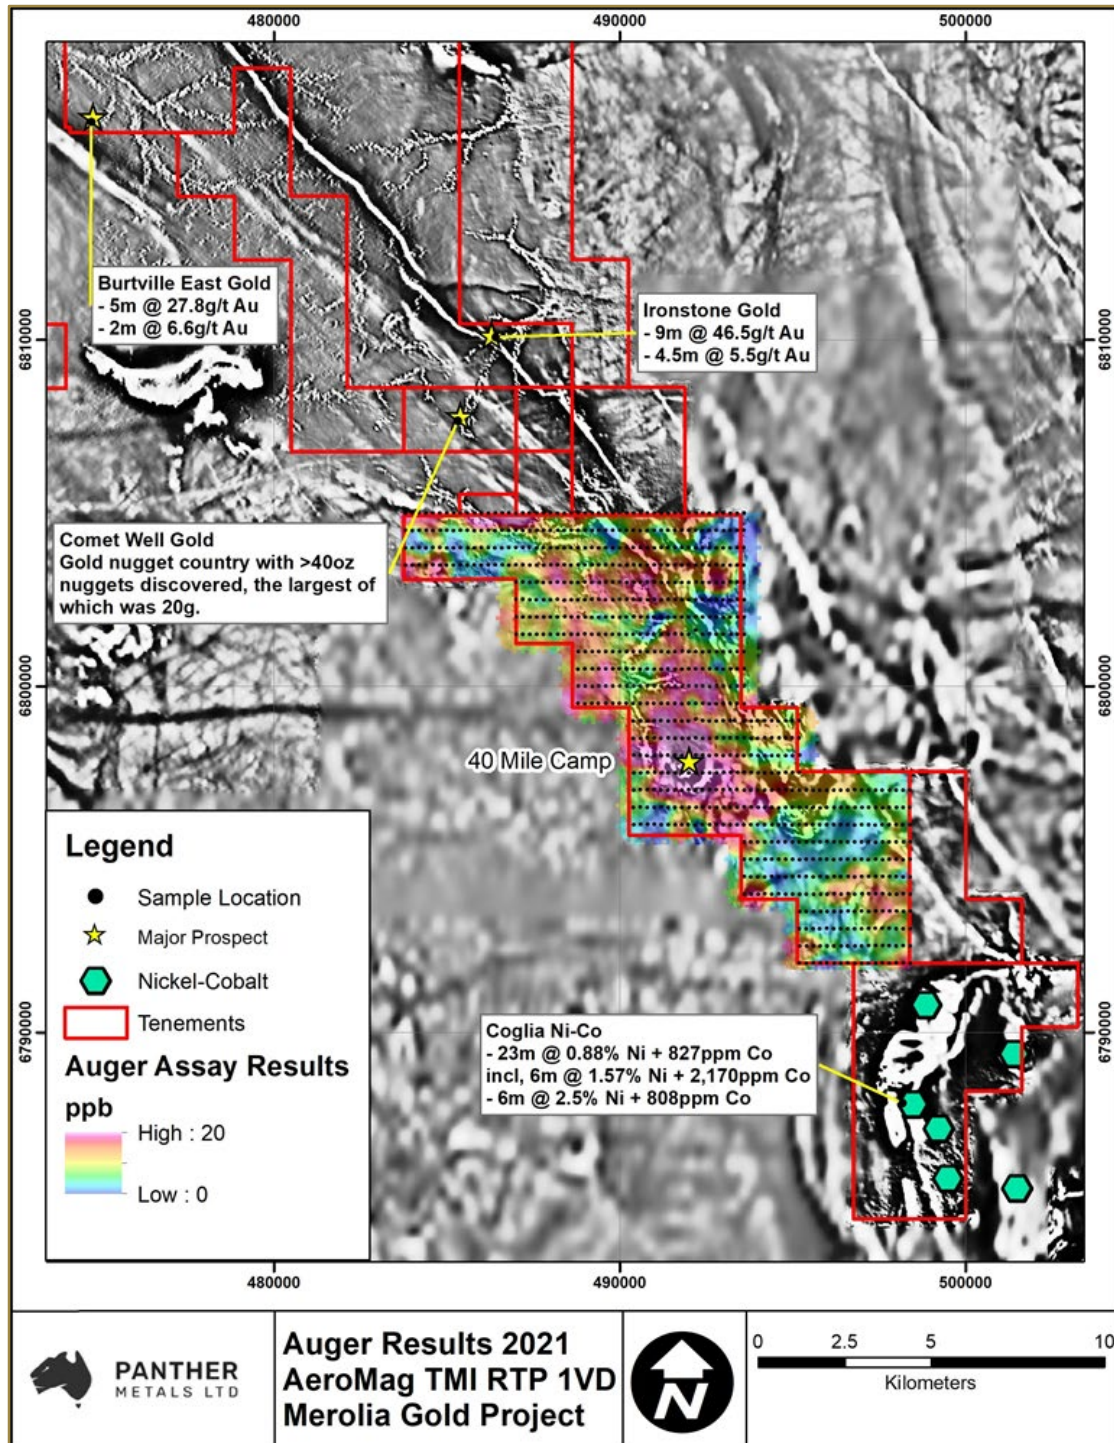 480000
490000
500000
6810000
6800000
6790000
6810000
6800000
6790000
Burtville East Gold
- 5m @ 27.8g/t Au
- 2m @ 6.6g/t Au
Ironstone Gold
- 9m @ 46.5g/t Au
- 4.5m @ 5.5g/t Au
Comet Well Gold
Gold nugget country with >40oz
nuggets discovered, the largest of
which was 20g.
40 Mile Camp
Coglia Ni-Co
- 23m @ 0.88% Ni + 827ppm Co
incl, 6m @ 1.57% Ni + 2,170ppm Co
- 6m @ 2.5% Ni + 808ppm Co
Legend
Sample Location
Major Prospect
Nickel-Cobalt
Tenements
Auger Assay Results
ppb
High : 20
Low : 0
480000
490000
500000
PANTHER
METALS LTD
Auger Results 2021
AeroMag TMI RTP 1VD
Merolia Gold Project
N
0
2.5
5
10
Kilometers